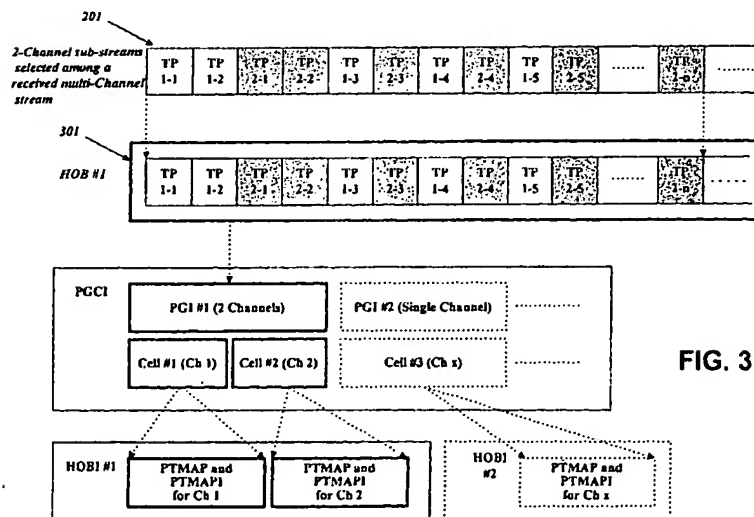 201
2-Channel sub-streams
selected among a
received multi-Channel
stream
TP 1-1 TP 1-2 TP 2-1 TP 2-2 TP 1-3 TP 2-3 TP 1-4 TP 2-4 TP 1-5 TP 2-5 ...... TP 2-n ......
301
HOB #1
TP 1-1 TP 1-2 TP 2-1 TP 2-2 TP 1-3 TP 2-3 TP 1-4 TP 2-4 TP 1-5 TP 2-5 ...... TP 2-n ......
PGCI
PGI #1 (2 Channels)
PGI #2 (Single Channel)
Cell #1 (Ch 1)
Cell #2 (Ch 2)
Cell #3 (Ch x)
FIG. 3
HOBI #1
PTMAP and
PTMAPI
for Ch 1
PTMAP and
PTMAPI
for Ch 2
HOBI
#2
PTMAP and
PTMAPI
for Ch x